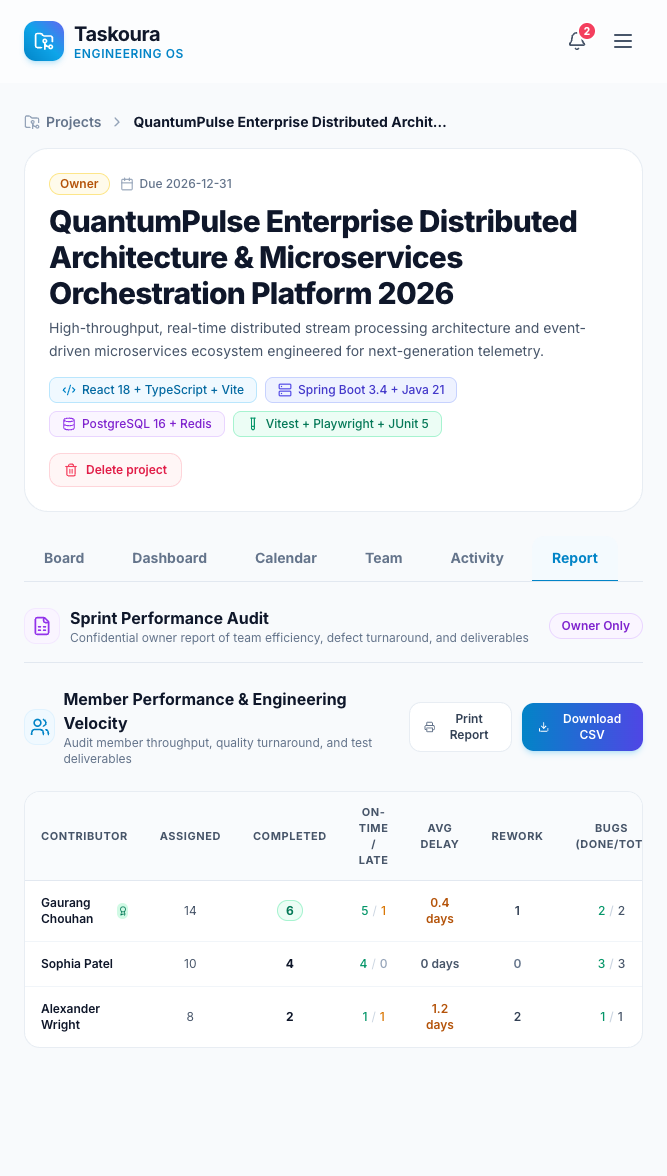 Taskoura
ENGINEERING OS
2
Projects > QuantumPulse Enterprise Distributed Archit...
Owner Due 2026-12-31
QuantumPulse Enterprise Distributed
Architecture & Microservices
Orchestration Platform 2026
High-throughput, real-time distributed stream processing architecture and event-
driven microservices ecosystem engineered for next-generation telemetry.
React 18 + TypeScript + Vite Spring Boot 3.4 + Java 21
PostgreSQL 16 + Redis Vitest + Playwright + JUnit 5
Delete project
Board Dashboard Calendar Team Activity Report
Sprint Performance Audit
Confidential owner report of team efficiency, defect turnaround, and deliverables
Owner Only
Member Performance & Engineering
Velocity
Audit member throughput, quality turnaround, and test
deliverables
Print
Report
Download
CSV
CONTRIBUTOR ASSIGNED COMPLETED
ON-
TIME
/
LATE
AVG
DELAY
REWORK
BUGS
(DONE/TOT
Gaurang
Chouhan
14 6 5 / 1
0.4
days
1 2 / 2
Sophia Patel 10 4 4 / 0 0 days 0 3 / 3
Alexander
Wright
8 2 1 / 1
1.2
days
2 1 / 1